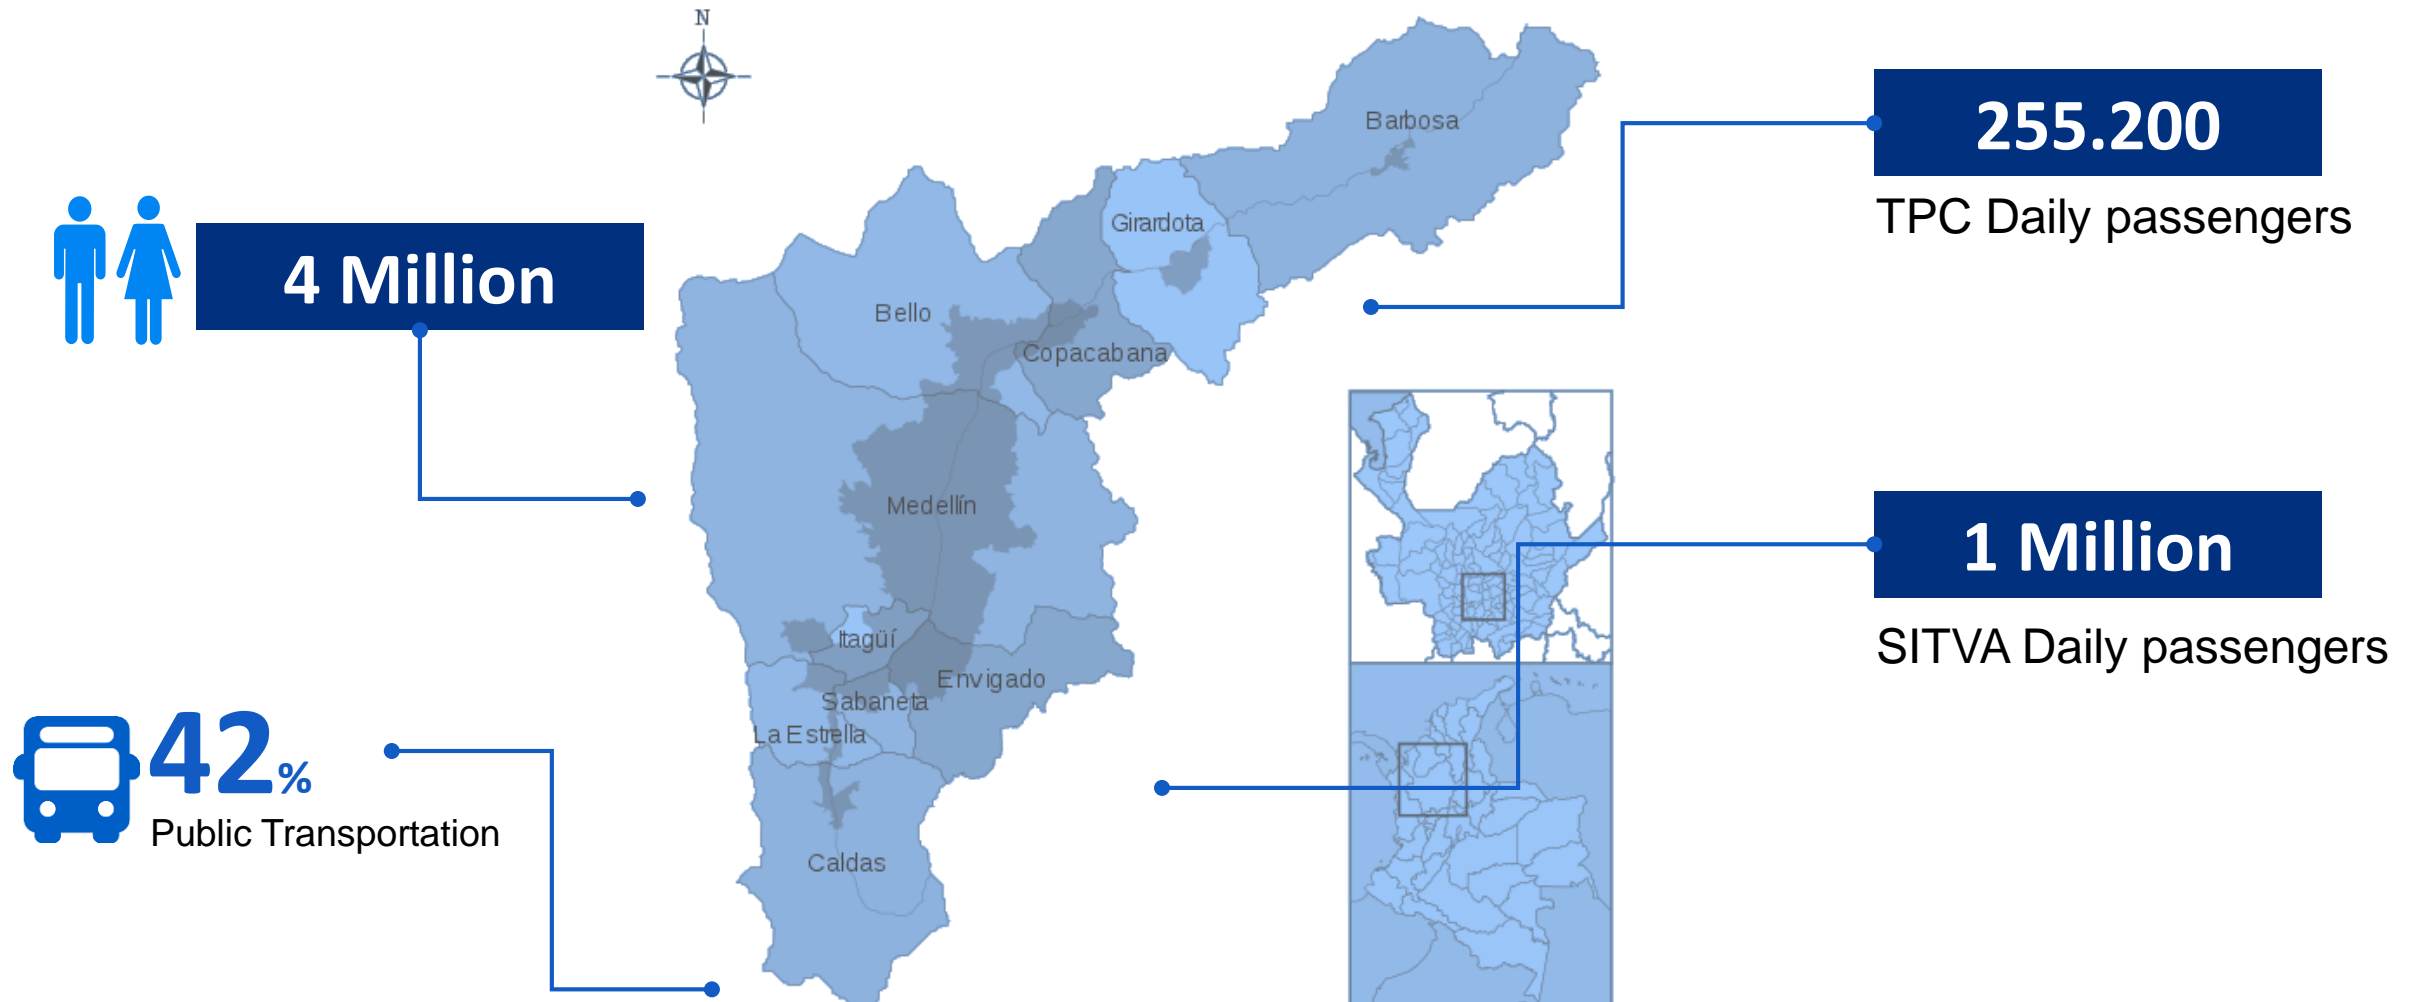 N
Barbosa
255.200
TPC Daily passengers
Girardota
4 Million
Bello
Copacabana
Medellín
1 Million
SITVA Daily passengers
Itagüí
Envigado
Sabaneta
La Estrella
42%
Public Transportation
Caldas